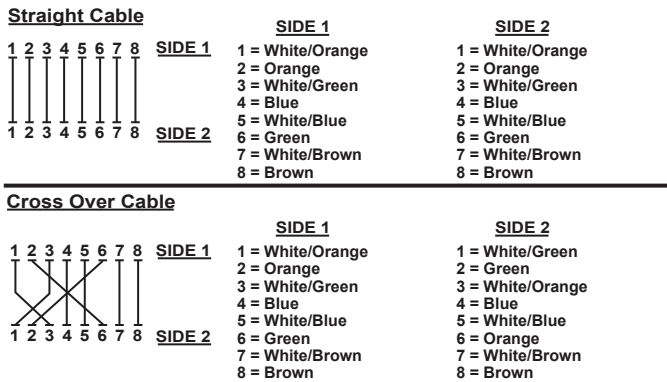 Straight Cable
1 2 3 4 5 6 7 8 SIDE 1
1 2 3 4 5 6 7 8 SIDE 2
SIDE 1
1 = White/Orange
2 = Orange
3 = White/Green
4 = Blue
5 = White/Blue
6 = Green
7 = White/Brown
8 = Brown
SIDE 2
1 = White/Orange
2 = Orange
3 = White/Green
4 = Blue
5 = White/Blue
6 = Green
7 = White/Brown
8 = Brown
Cross Over Cable
1 2 3 4 5 6 7 8 SIDE 1
1 2 3 4 5 6 7 8 SIDE 2
SIDE 1
1 = White/Orange
2 = Orange
3 = White/Green
4 = Blue
5 = White/Blue
6 = Green
7 = White/Brown
8 = Brown
SIDE 2
1 = White/Green
2 = Green
3 = White/Orange
4 = Blue
5 = White/Blue
6 = Orange
7 = White/Brown
8 = Brown